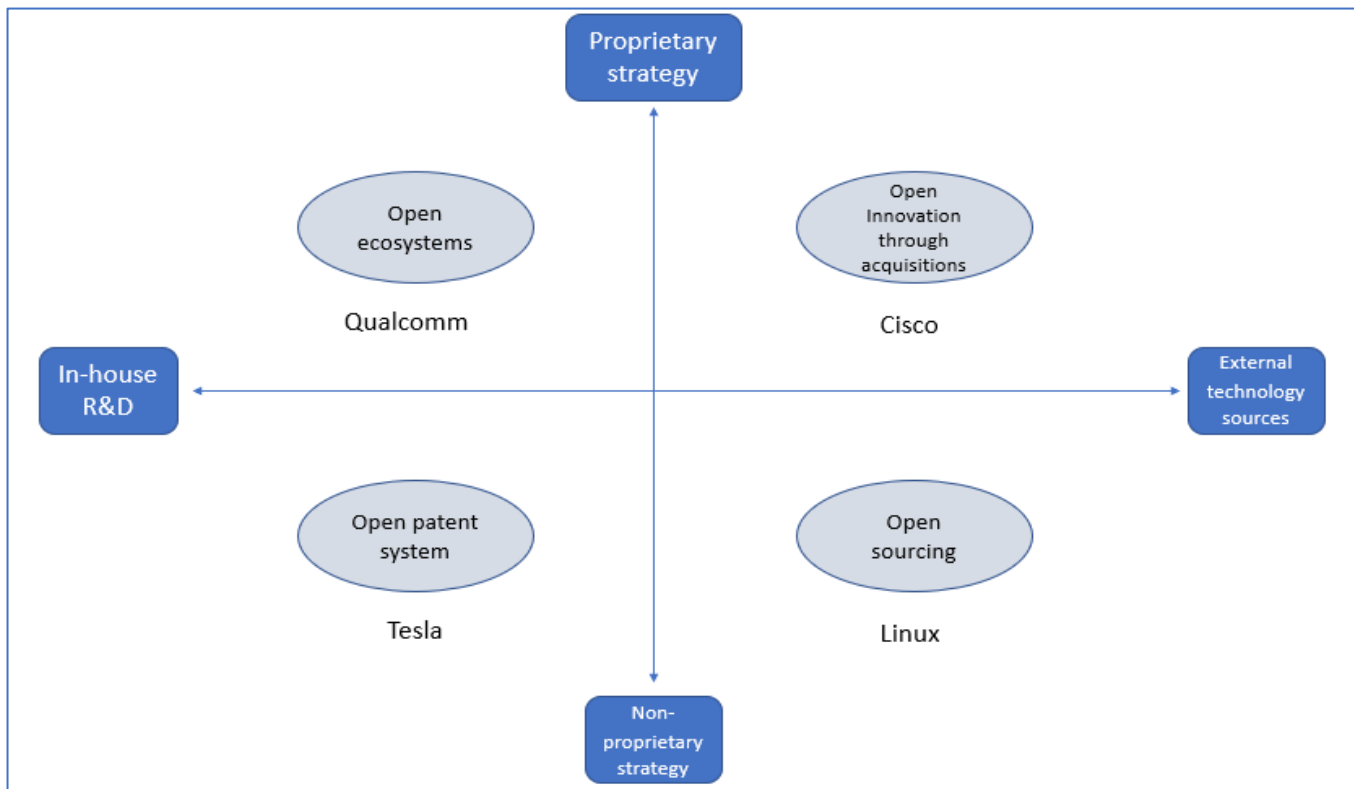 Proprietary
strategy
Open
ecosystems
Open
Innovation
through
acquisitions
Qualcomm
Cisco
In-house
R&D
External
technology
sources
Open patent
system
Open
sourcing
Tesla
Linux
Non-
proprietary
strategy